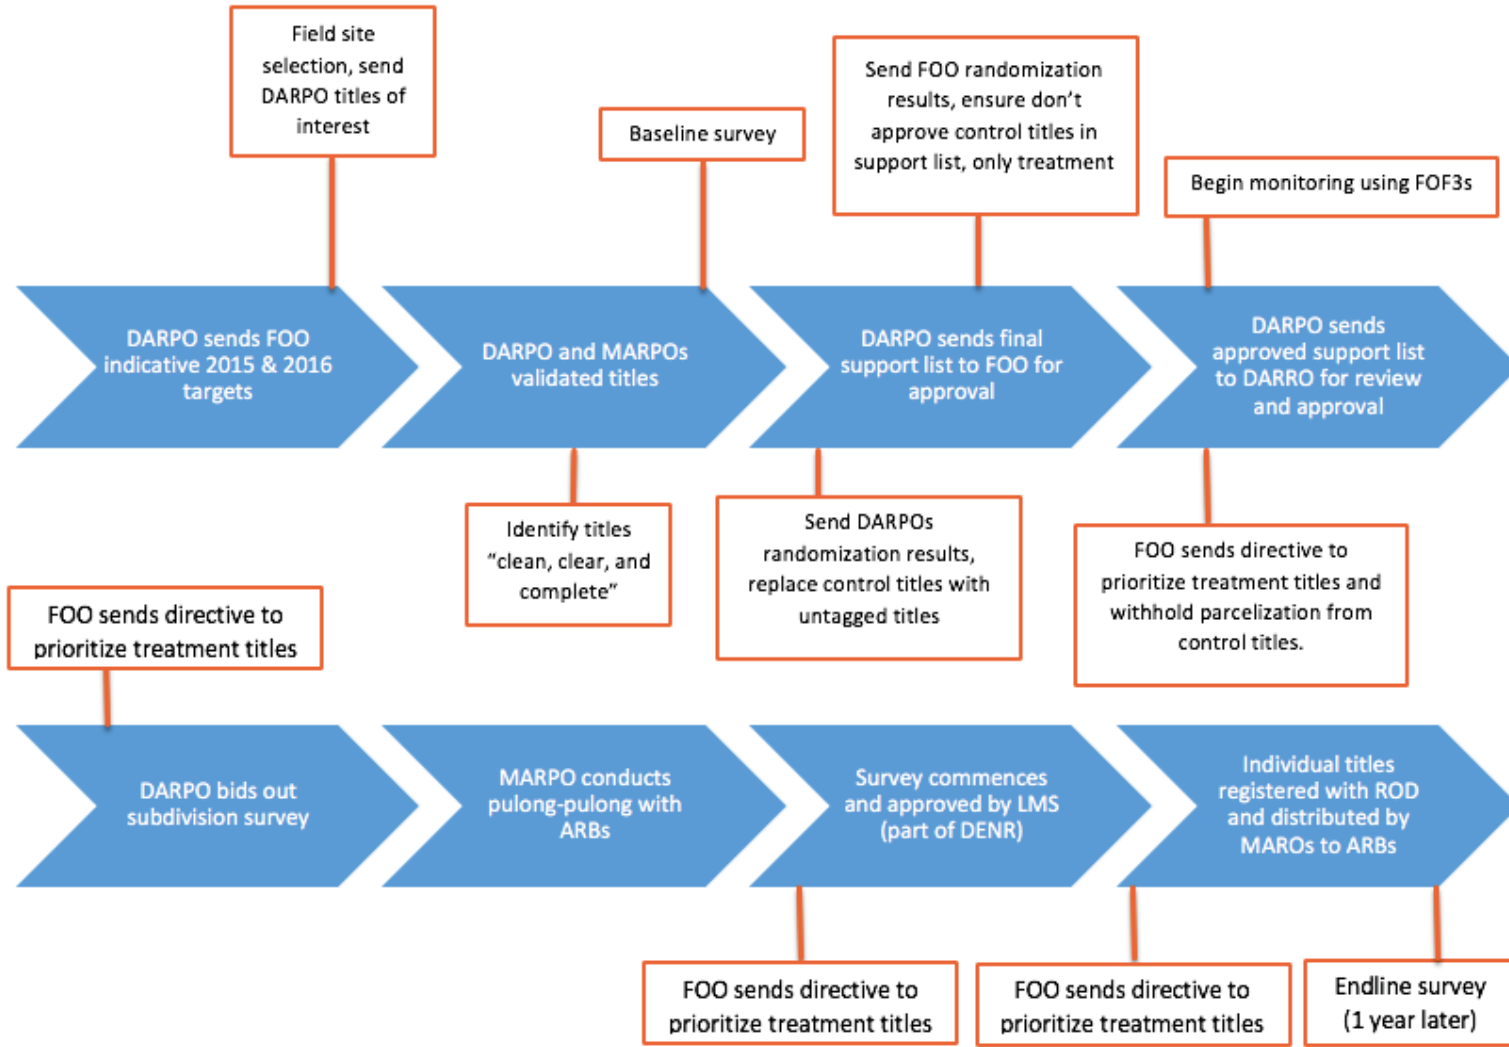 Field site
selection, send
DARPO titles of
interest
Baseline survey
Send FOO randomization
results, ensure don't
approve control titles in
support list, only treatment
Begin monitoring using FOF3s
DARPO sends FOO
indicative 2015 & 2016
targets
DARPO and MARPOs
validated titles
DARPO sends final
support list to FOO for
approval
DARPO sends
approved support list
to DARRO for review
and approval
Identify titles
"clean, clear, and
complete"
Send DARPOs
randomization results,
replace control titles with
untagged titles
FOO sends directive to
prioritize treatment titles and
withhold parcelization from
control titles.
FOO sends directive to
prioritize treatment titles
DARPO bids out
subdivision survey
MARPO conducts
pulong-pulong with
ARBs
Survey commences
and approved by LMS
(part of DENR)
Individual titles
registered with ROD
and distributed by
MAROs to ARBs
FOO sends directive to
prioritize treatment titles
FOO sends directive to
prioritize treatment titles
Endline survey
(1 year later)